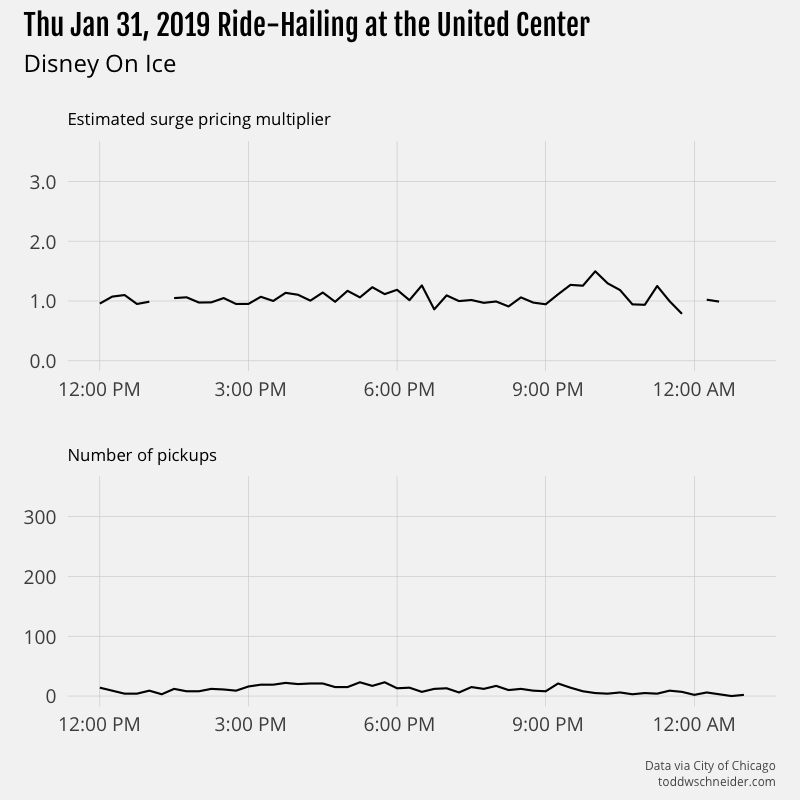 Thu Jan 31, 2019 Ride-Hailing at the United Center
Disney On Ice
Estimated surge pricing multiplier
3.0
2.0
1.0
0.0
12:00 PM 3:00 PM 6:00 PM 9:00 PM 12:00 AM
Number of pickups
300
200
100
0
12:00 PM 3:00 PM 6:00 PM 9:00 PM 12:00 AM
Data via City of Chicago
toddwschneider.com